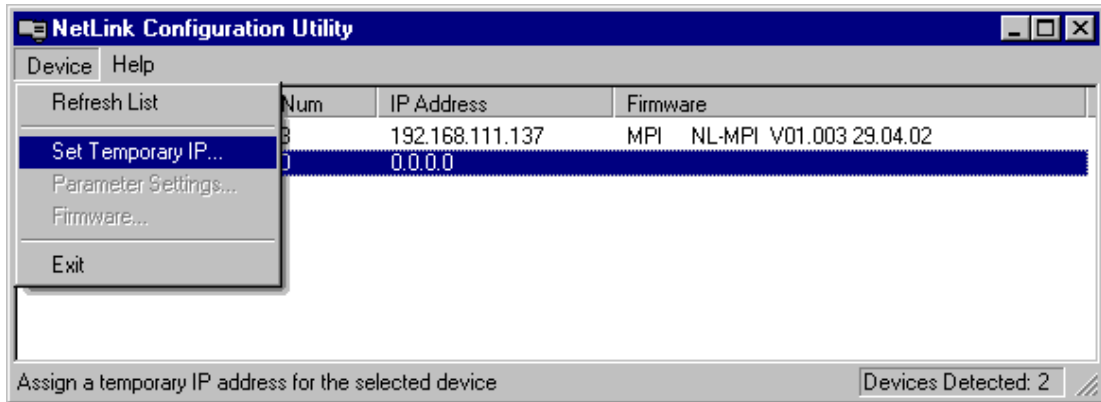 NetLink Configuration Utility
Device Help
Refresh List
Num IP Address Firmware
3 192.168.111.137 MPI NL-MPI V01.003 29.04.02
Set Temporary IP...
0 0.0.0.0
Parameter Settings...
Firmware...
Exit
Assign a temporary IP address for the selected device Devices Detected: 2